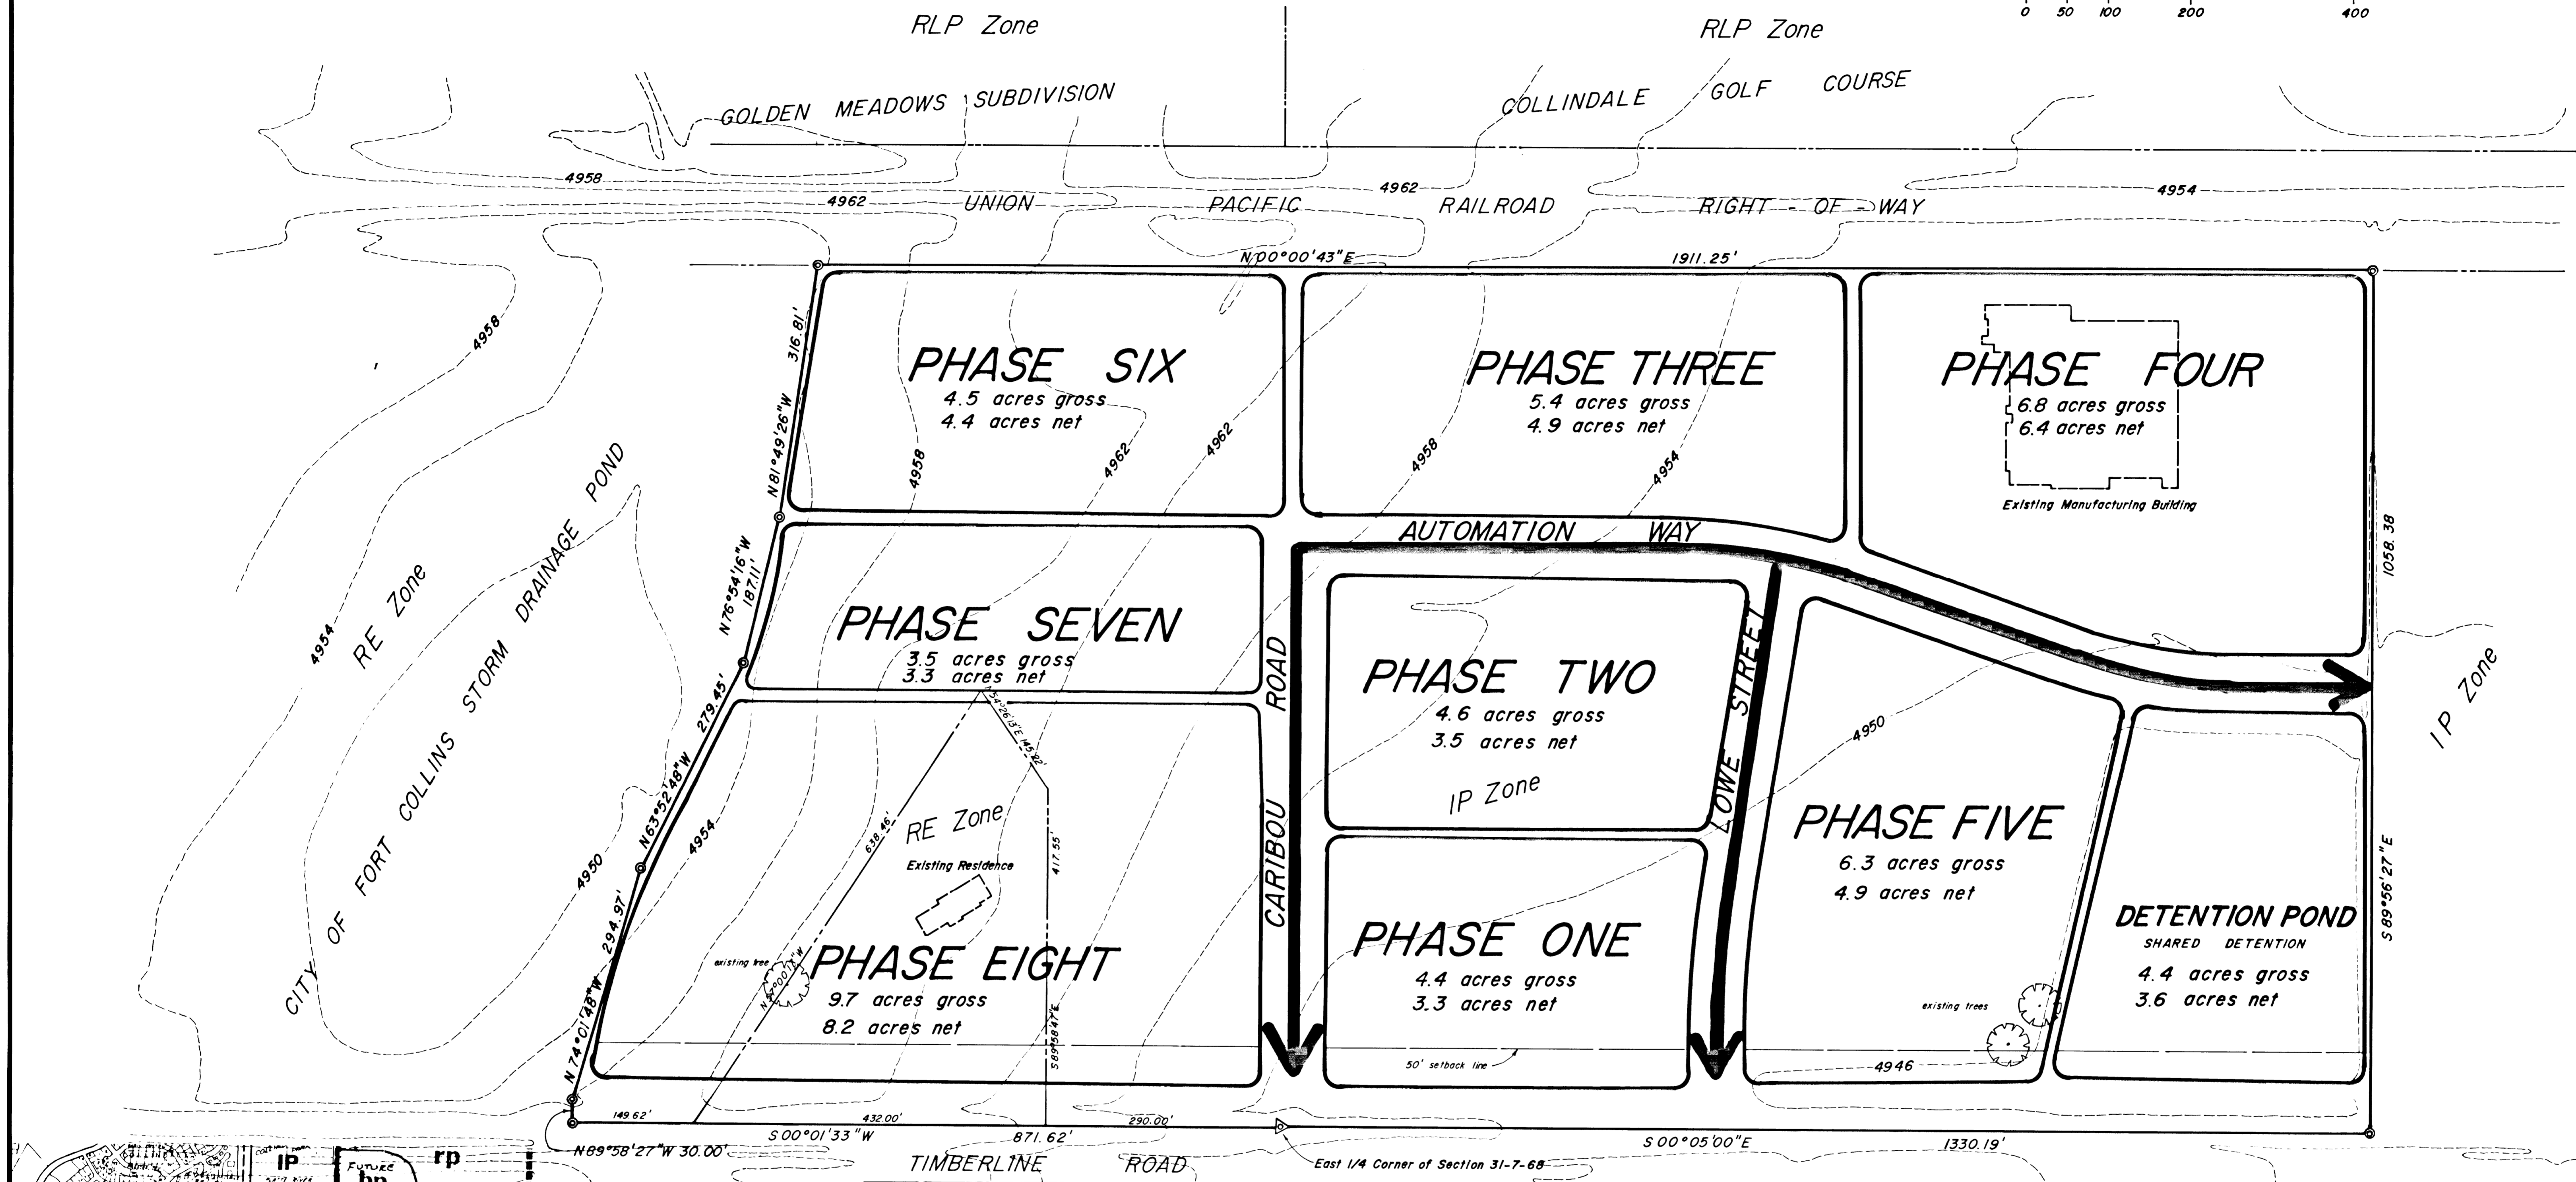 0 50 100 200 400
RLP Zone
RLP Zone
GOLDEN MEADOWS SUBDIVISION
COLLINDALE GOLF COURSE
4958
4962
4954
4962
UNION PACIFIC RAILROAD RIGHT-OF-WAY
N 00°00'43"E
1911.25'
316.81'
N81°49'26"W
4958
PHASE SIX
4.5 acres gross
4.4 acres net
4958
4962
4962
PHASE THREE
5.4 acres gross
4.9 acres net
4958
4954
PHASE FOUR
6.8 acres gross
6.4 acres net
Existing Manufacturing Building
1058.38
AUTOMATION WAY
N76°54'16"W
187.11'
PHASE SEVEN
3.5 acres gross
3.3 acres net
CARIBOU ROAD
PHASE TWO
4.6 acres gross
3.5 acres net
IP Zone
LOWE STREET
4950
IP Zone
4954
RE Zone
CITY OF FORT COLLINS STORM DRAINAGE POND
279.45'
N63°52'48"W
4954
4950
638.46'
417.55'
RE Zone
Existing Residence
PHASE EIGHT
9.7 acres gross
8.2 acres net
existing tree
S89°58'47"E
294.97'
N74°01'48"W
PHASE ONE
4.4 acres gross
3.3 acres net
50' setback line
PHASE FIVE
6.3 acres gross
4.9 acres net
existing trees
4946
DETENTION POND
SHARED DETENTION
4.4 acres gross
3.6 acres net
S89°56'27"E
149.62'
432.00'
290.00'
S 00°01'33"W
871.62'
S 00°05'00"E
1330.19'
N89°58'27"W 30.00'
TIMBERLINE ROAD
East 1/4 Corner of Section 31-7-68
IP
FUTURE
bp
rp